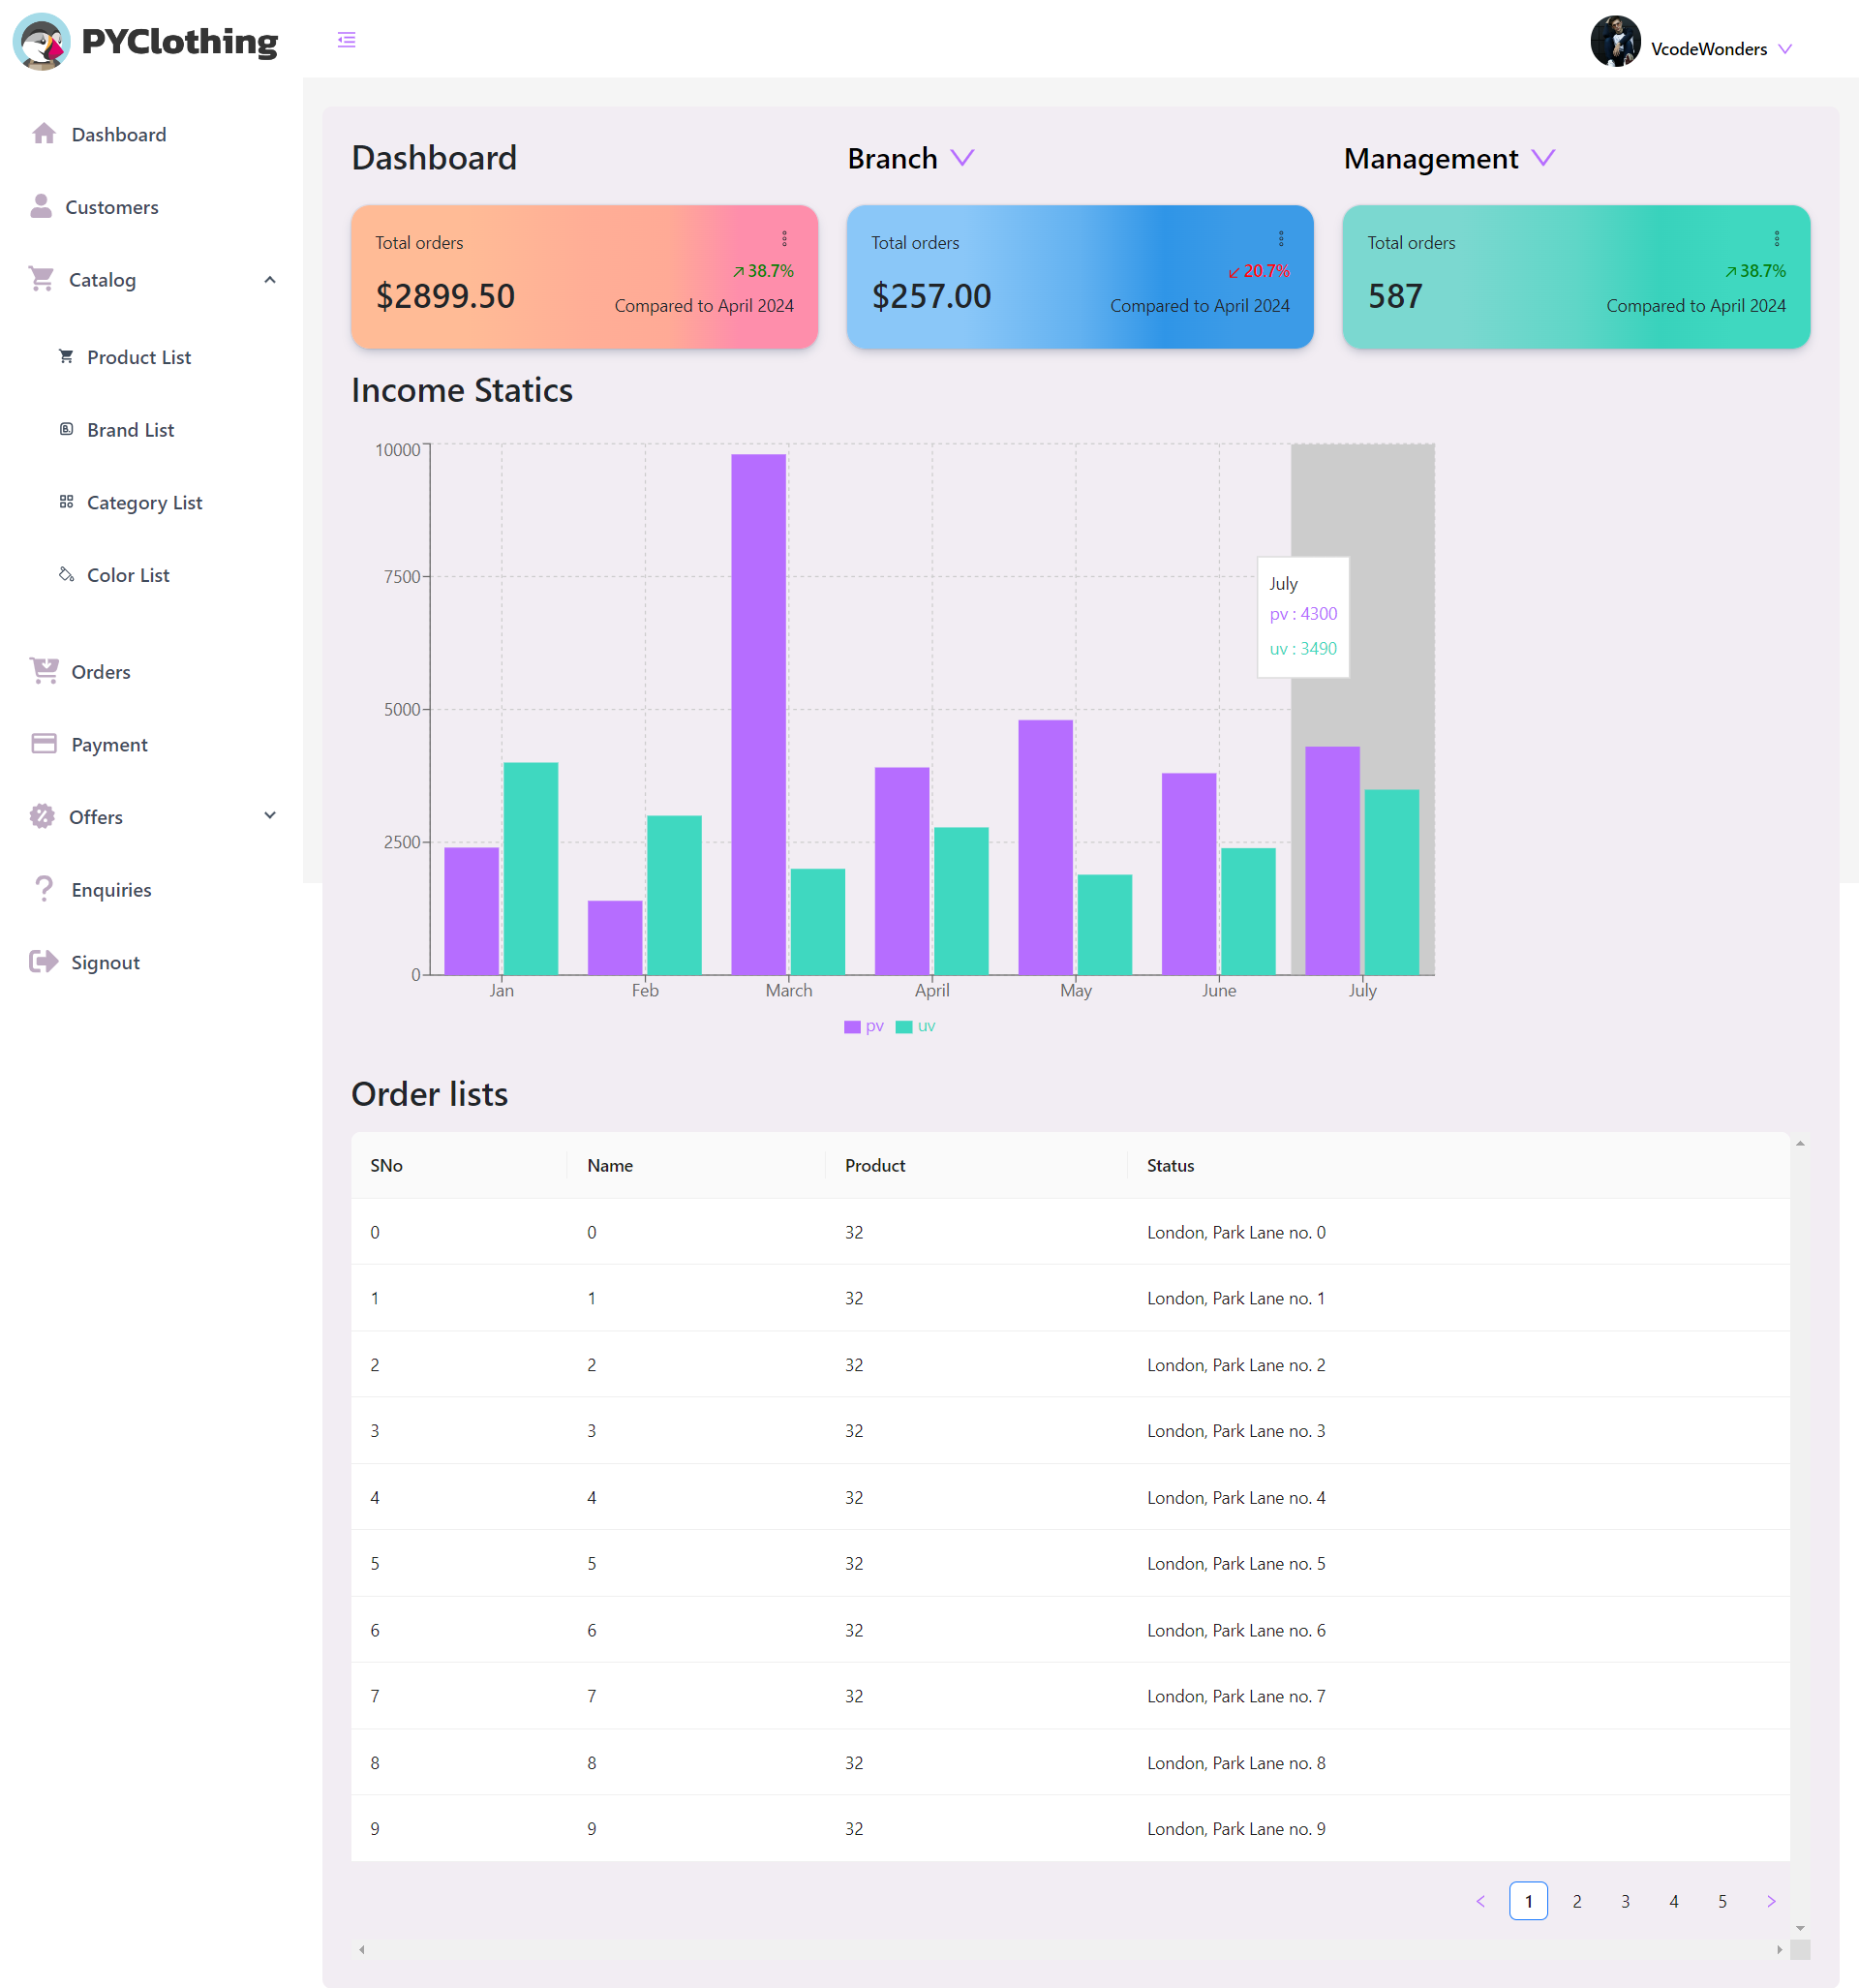 PYClothing
VcodeWonders
Dashboard
Customers
Catalog
Product List
Brand List
Category List
Color List
Orders
Payment
Offers
Enquiries
Signout
Dashboard
Branch
Management
Total orders
38.7%
$2899.50
Compared to April 2024
Total orders
20.7%
$257.00
Compared to April 2024
Total orders
38.7%
587
Compared to April 2024
Income Statics
10000
7500
5000
2500
0
July
pv : 4300
uv : 3490
Jan Feb March April May June July
pv uv
Order lists
SNo Name Product Status
0 0 32 London, Park Lane no. 0
1 1 32 London, Park Lane no. 1
2 2 32 London, Park Lane no. 2
3 3 32 London, Park Lane no. 3
4 4 32 London, Park Lane no. 4
5 5 32 London, Park Lane no. 5
6 6 32 London, Park Lane no. 6
7 7 32 London, Park Lane no. 7
8 8 32 London, Park Lane no. 8
9 9 32 London, Park Lane no. 9
1 2 3 4 5